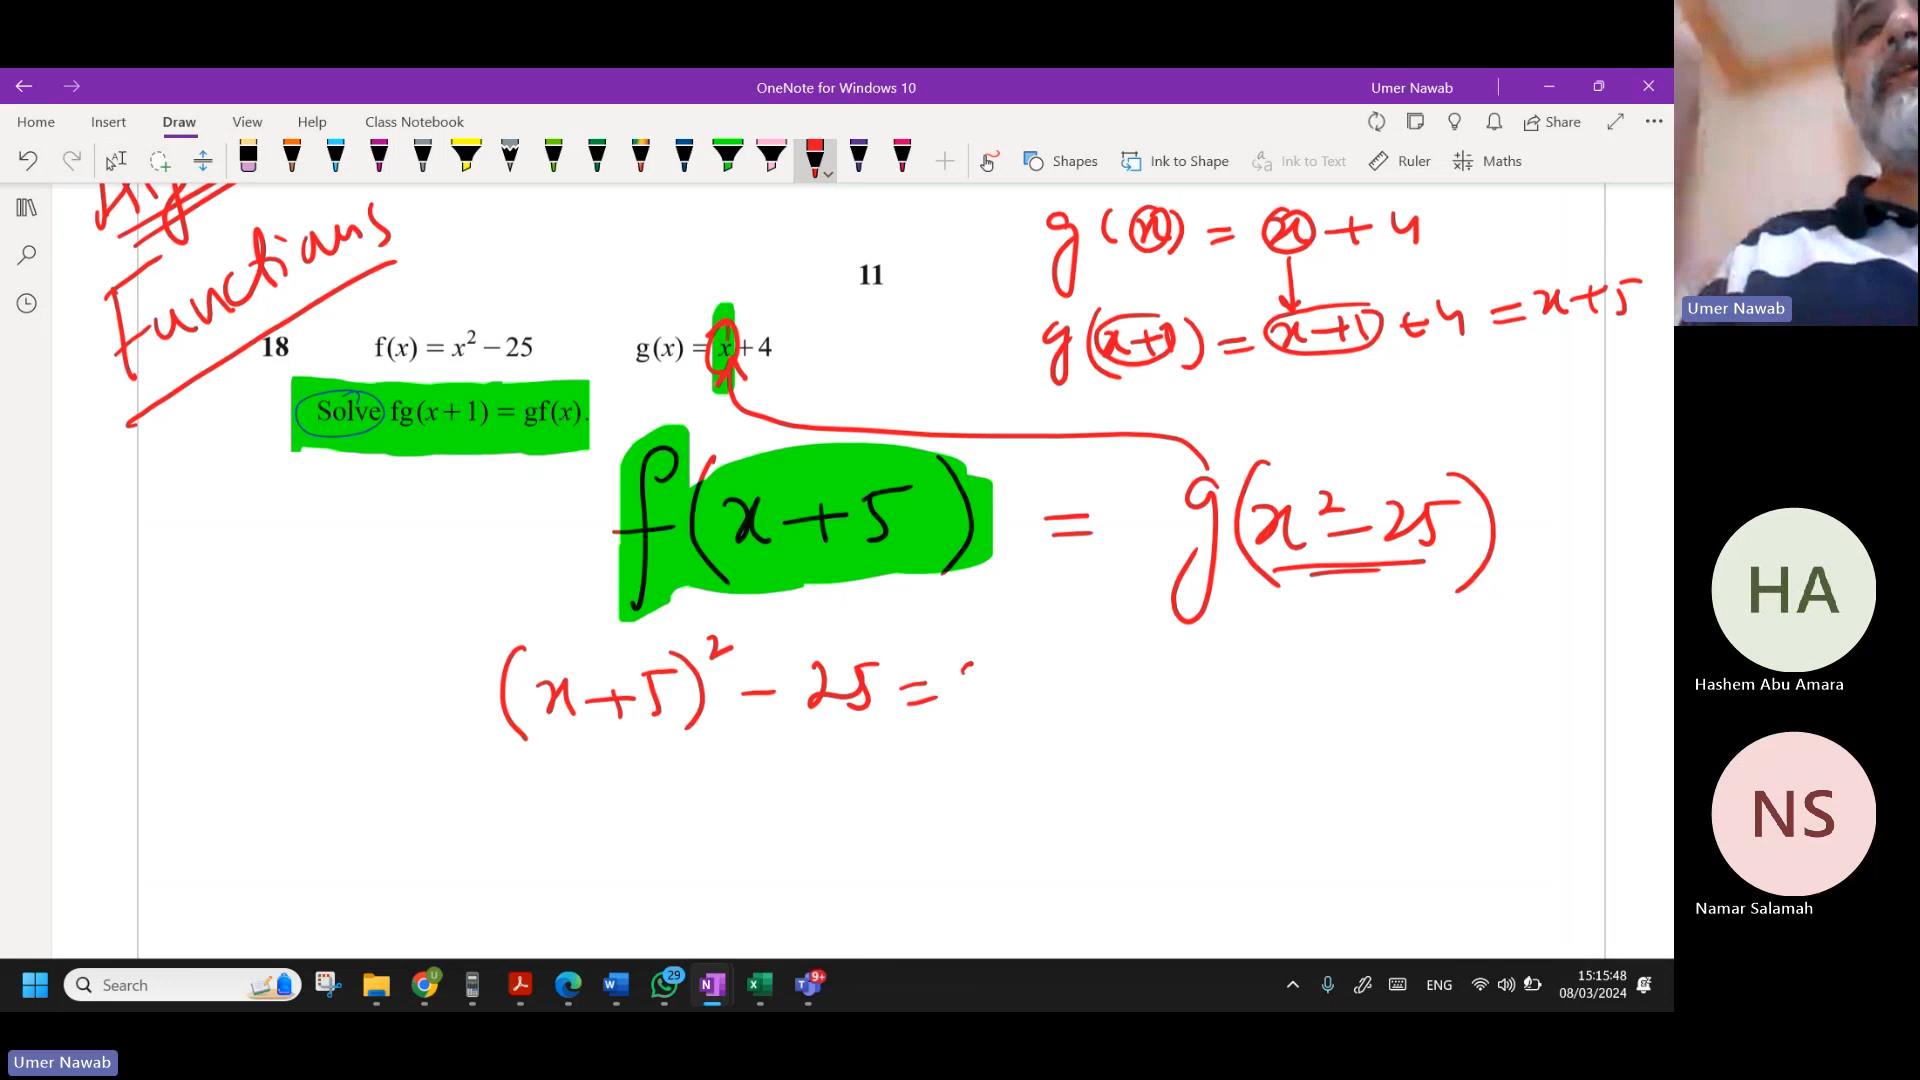 OneNote for Windows 10
Umer Nawab
Home Insert Draw View Help Class Notebook
Share
Shapes Ink to Shape Ink to Text Ruler Maths
Functions
g(x) = x + 4
11
g(x+1) = x+1 + 4 = x+5
18 f(x) = x² − 25 g(x) = x + 4
Solve fg(x+1) = gf(x).
f(x+5) = g(x² − 25)
(x+5)² − 25 =
Umer Nawab
HA
Hashem Abu Amara
NS
Namar Salamah
Search
29
9+
ENG
15:15:48
08/03/2024
Umer Nawab